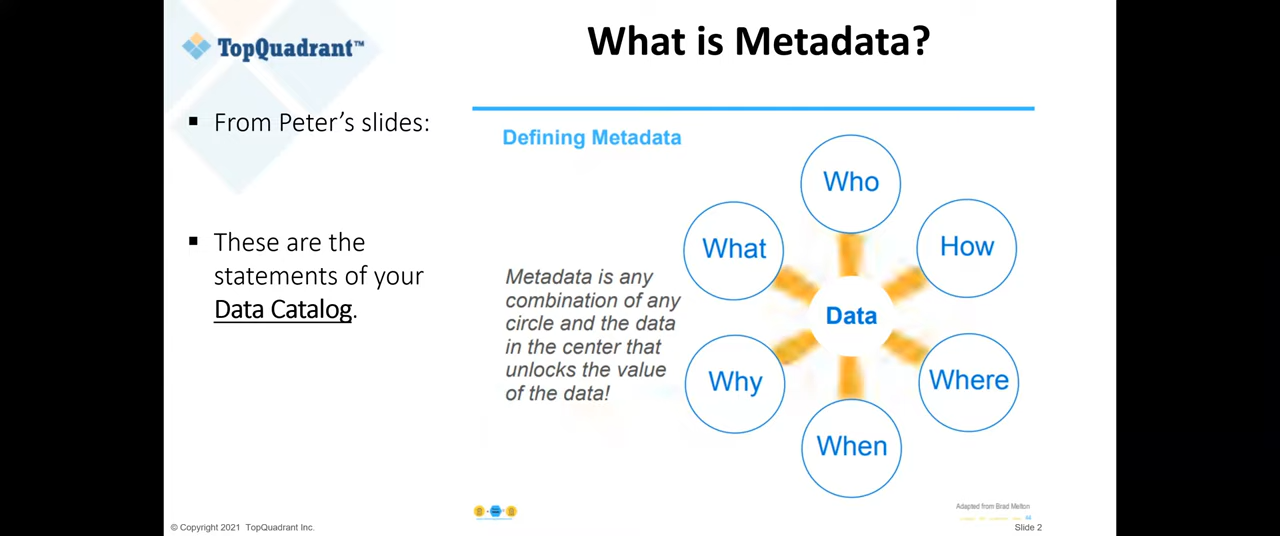 TopQuadrant™
What is Metadata?
▪ From Peter’s slides:
▪ These are the
statements of your
Data Catalog.
Defining Metadata
Metadata is any
combination of any
circle and the data
in the center that
unlocks the value
of the data!
Who
What
How
Data
Why
Where
When
Adapted from Brad Melton
© Copyright 2021 TopQuadrant Inc.
Slide 2